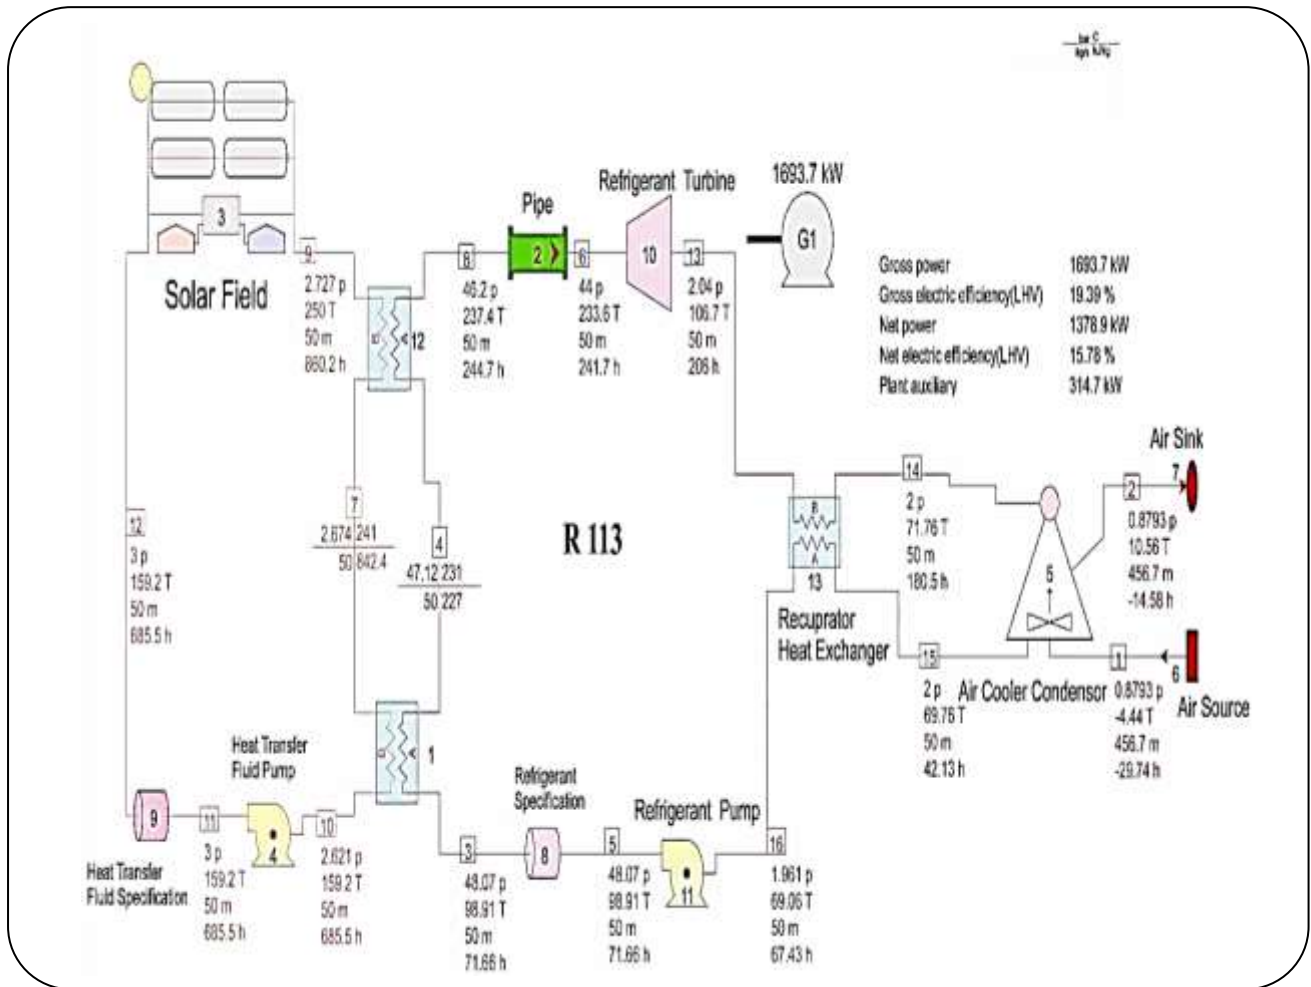 bar C
kg/s kJ/kg
Refrigerant Turbine
1693.7 kW
Pipe
G1
3
Solar Field
9
2.727 p
250 T
50 m
860.2 h
12
8
46.2 p
237.4 T
50 m
244.7 h
2
6
44 p
233.6 T
50 m
241.7 h
10
13
2.04 p
106.7 T
50 m
206 h
Gross power 1693.7 kW
Gross electric efficiency(LHV) 19.39 %
Net power 1378.9 kW
Net electric efficiency(LHV) 15.78 %
Plant auxiliary 314.7 kW
12
3 p
159.2 T
50 m
685.5 h
7
2.674 241
50 842.4
4
47.12 231
50 227
R 113
B
A
13
Recuprator
Heat Exchanger
14
2 p
71.76 T
50 m
180.5 h
5
Air Sink
7
2
0.8793 p
10.56 T
456.7 m
-14.58 h
15
2 p
69.76 T
50 m
42.13 h
Air Cooler Condensor
1
0.8793 p
-4.44 T
456.7 m
-29.74 h
6
Air Source
9
Heat Transfer
Fluid Specification
11
3 p
159.2 T
50 m
685.5 h
Heat Transfer
Fluid Pump
4
10
2.621 p
159.2 T
50 m
685.5 h
1
3
48.07 p
98.91 T
50 m
71.66 h
Refrigerant
Specification
8
5
48.07 p
98.91 T
50 m
71.66 h
Refrigerant Pump
11
16
1.961 p
69.06 T
50 m
67.43 h